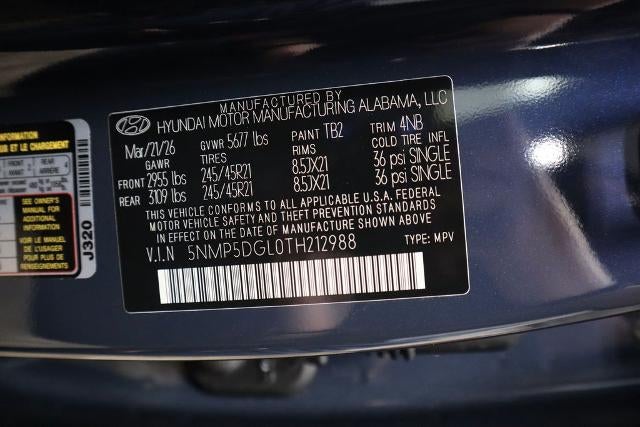 MANUFACTURED BY
HYUNDAI MOTOR MANUFACTURING ALABAMA, LLC
Mar/21/26 GVWR 5677 lbs PAINT TB2 TRIM 4NB
GAWR TIRES RIMS COLD TIRE INFL
FRONT 2955 lbs 245/45R21 8.5JX21 36 psi SINGLE
REAR 3109 lbs 245/45R21 8.5JX21 36 psi SINGLE
THIS VEHICLE CONFORMS TO ALL APPLICABLE U.S.A. FEDERAL
MOTOR VEHICLE SAFETY AND THEFT PREVENTION STANDARDS
IN EFFECT ON THE DATE OF MANUFACTURE SHOWN ABOVE
V.I.N 5NMP5DGL0TH212988 TYPE: MPV
INFORMATION
REAR
ARRIÈRE
SEE OWNER'S
MANUAL FOR
ADDITIONAL
INFORMATION
VOIR LE MANUEL
DE L'USAGER
POUR PLUS DE
RENSEIGNEMENTS
J320